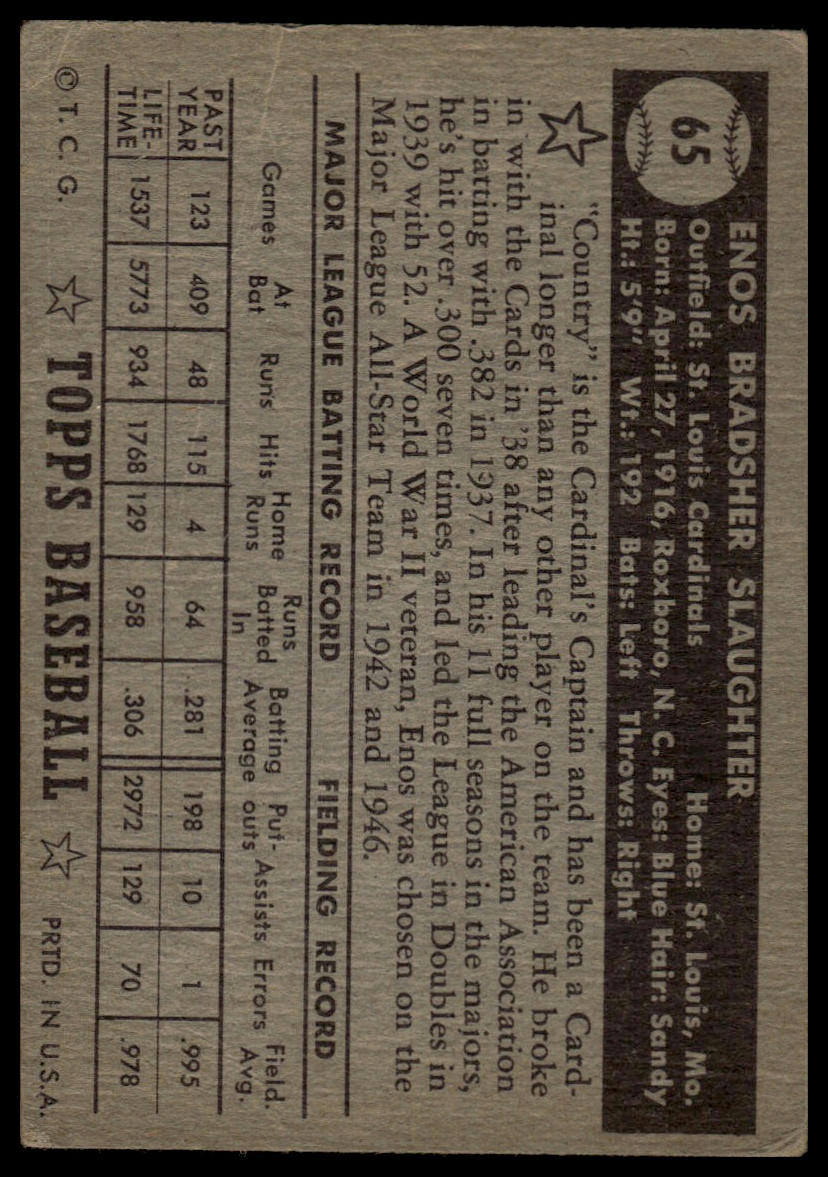 65
ENOS BRADSHER SLAUGHTER
Outfield: St. Louis Cardinals Home: St. Louis, Mo.
Born: April 27, 1916, Roxboro, N. C. Eyes: Blue Hair: Sandy
Ht.: 5'9" Wt.: 192 Bats: Left Throws: Right
"Country" is the Cardinal's Captain and has been a Card-
inal longer than any other player on the team. He broke
in with the Cards in '38 after leading the American Association
in batting with .382 in 1937. In his 11 full seasons in the majors,
he's hit over .300 seven times, and led the League in Doubles in
1939 with 52. A World War II veteran, Enos was chosen on the
Major League All-Star Team in 1942 and 1946.
MAJOR LEAGUE BATTING RECORD FIELDING RECORD
Games At Bat Runs Hits Home Runs Runs Batted In Batting Average Put-outs Assists Errors Field. Avg.
PAST YEAR 123 409 48 115 4 64 .281 198 10 1 .995
LIFE-TIME 1537 5773 934 1768 129 958 .306 2972 129 70 .978
© T. C. G. TOPPS BASEBALL PRTD. IN U.S.A.